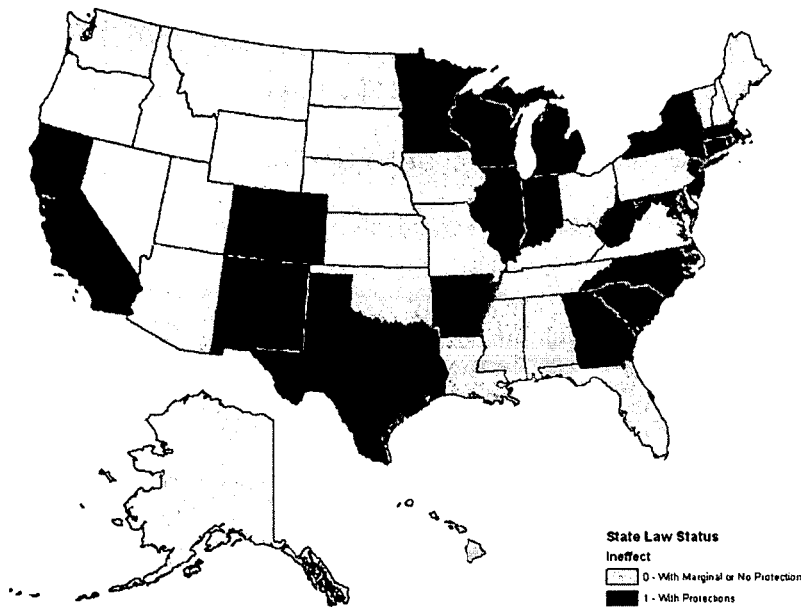 State Law Status
Ineffect
0 - With Marginal or No Protection
1 - With Protections